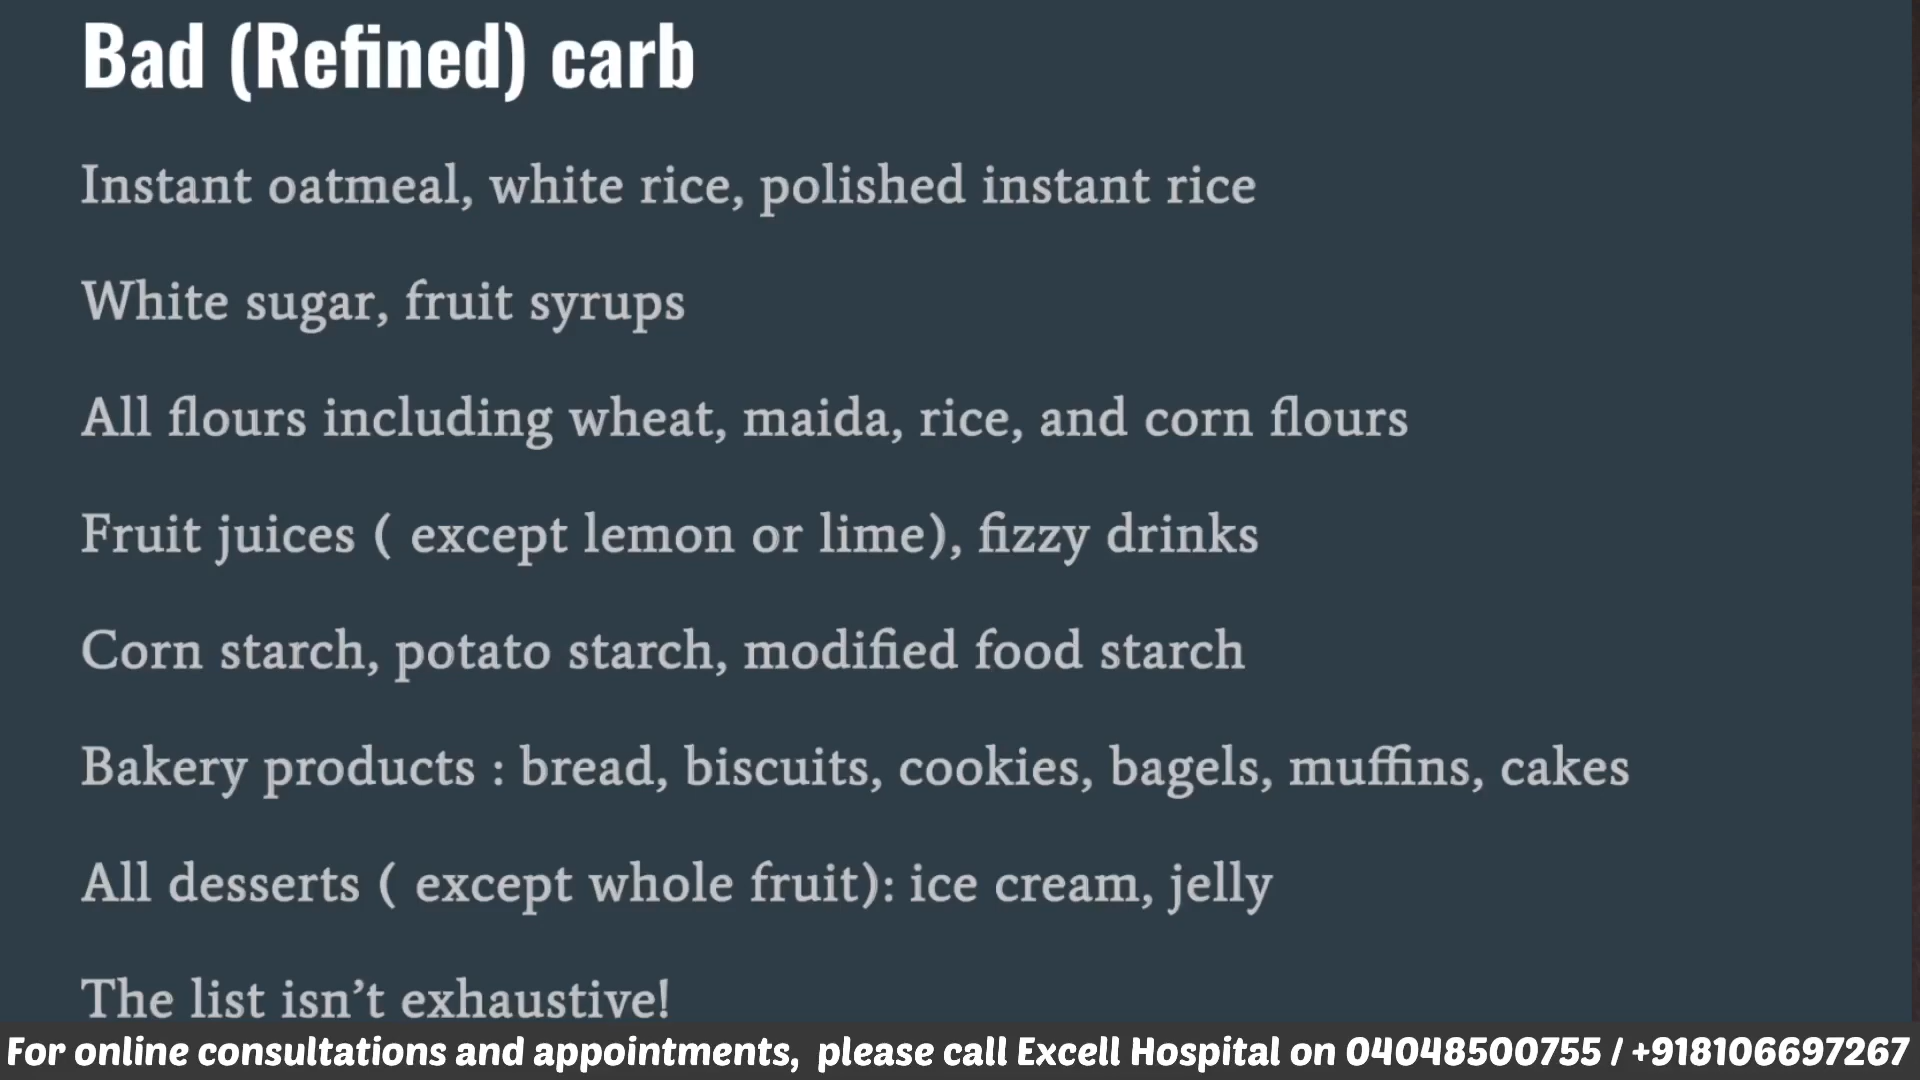 Bad (Refined) carb
Instant oatmeal, white rice, polished instant rice
White sugar, fruit syrups
All flours including wheat, maida, rice, and corn flours
Fruit juices ( except lemon or lime), fizzy drinks
Corn starch, potato starch, modified food starch
Bakery products : bread, biscuits, cookies, bagels, muffins, cakes
All desserts ( except whole fruit): ice cream, jelly
The list isn’t exhaustive!
For online consultations and appointments, please call Excell Hospital on 04048500755 / +918106697267